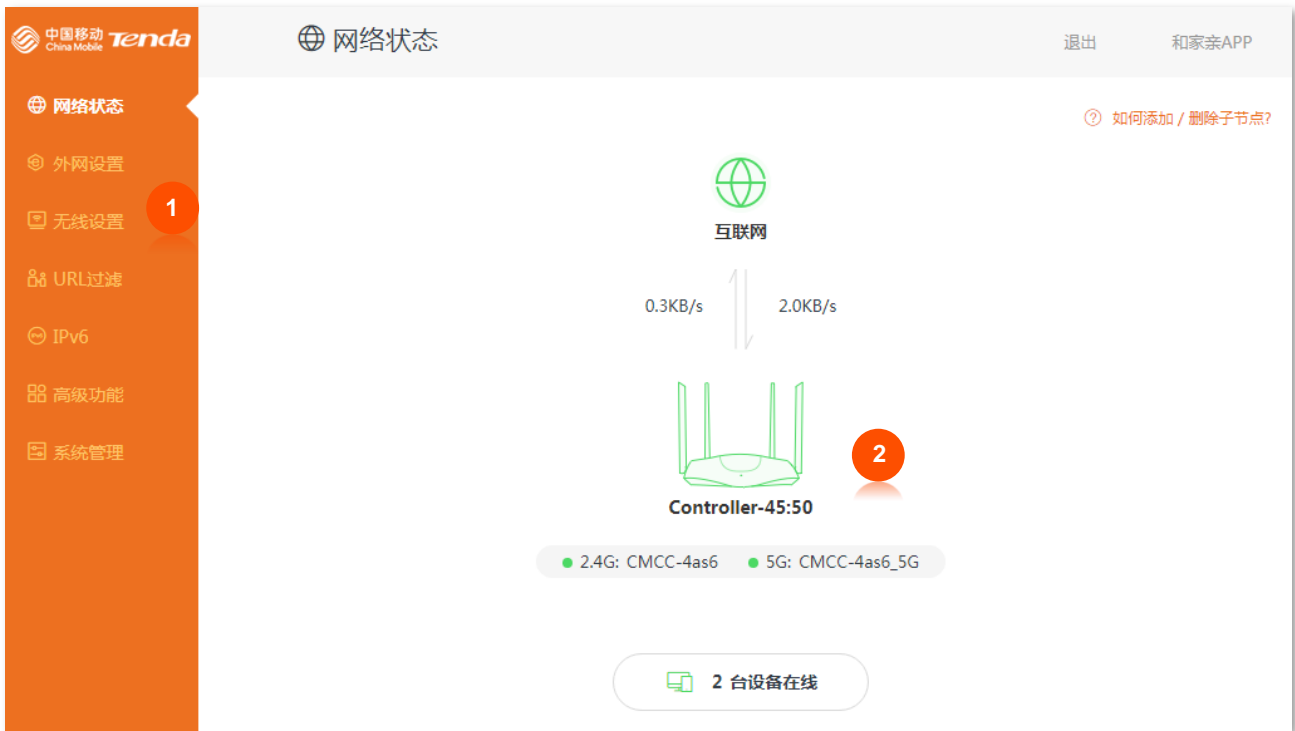 中国移动
China Mobile
Tenda
网络状态
退出
和家亲APP
网络状态
外网设置
无线设置
1
URL过滤
IPv6
高级功能
系统管理
? 如何添加 / 删除子节点?
互联网
0.3KB/s
2.0KB/s
2
Controller-45:50
2.4G: CMCC-4as6
5G: CMCC-4as6_5G
2 台设备在线